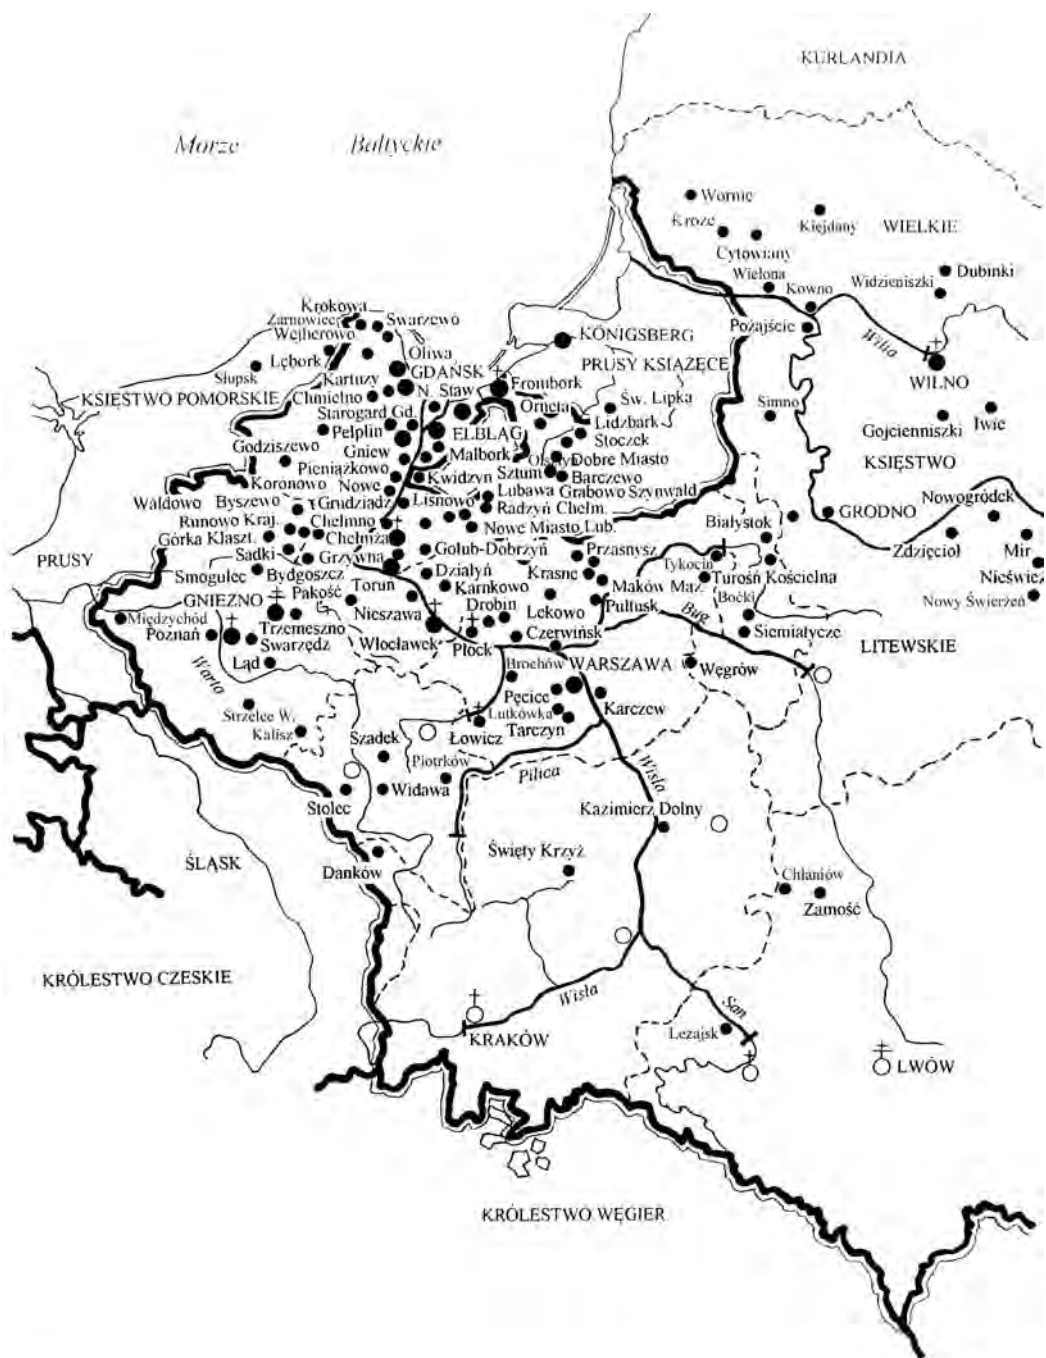 KURLANDIA
Morze Bałtyckie
Wornie
Kroże
Kiejdany
WIELKIE
Cytowiany
Wielona
Widzieniszki
Dubinki
Kowno
Krokowa
Żarnowiec
Swarzewo
Wejherowo
Pożajście
Wilia
KÖNIGSBERG
Oliwa
Lębork
GDAŃSK
PRUSY KSIĄŻĘCE
WILNO
Słupsk
Kartuzy
N. Staw
Frombork
KSIĘSTWO POMORSKIE
Chmielno
Orneta
Św. Lipka
Simno
Iwie
Starogard Gd.
Lidzbark
Gojcienniszki
Pelplin
ELBLĄG
Stoczek
Godziszewo
Gniew
Malbork
Olsztyn
Dobre Miasto
KSIĘSTWO
Pieniążkowo
Kwidzyn
Sztum
Barczewo
Koronowo
Nowe
Lubawa
Grabowo
Szynwałd
Nowogródek
Waldowo
Byszewo
Grudziądz
Lisnowo
Radzyń Chełm.
GRODNO
Runowo Kraj.
Chełmno
Nowe Miasto Lub.
Białystok
Górka Klaszt.
Chełmża
Zdzięcioł
Mir
PRUSY
Sadki
Grzywna
Golub-Dobrzyń
Przasnysz
Tykocin
Smogulec
Bydgoszcz
Toruń
Działyń
Krasne
Turośń Kościelna
Nieśwież
GNIEZNO
Pakość
Karnkowo
Maków Maz.
Boćki
Nowy Świerżeń
Międzychód
Nieszawa
Drobin
Lekowo
Pułtusk
Poznań
Trzemeszno
Bug
Siemiatycze
Swarzędz
Włocławek
Płock
Czerwińsk
LITEWSKIE
Ląd
Warta
Brochów
WARSZAWA
Węgrów
Pęcice
Strzelce W.
Lutkówka
Karczew
Kalisz
Szadek
Łowicz
Tarczyn
Piotrków
Pilica
Wisła
Stolec
Widawa
Kazimierz Dolny
ŚLĄSK
Danków
Święty Krzyż
Chłaniów
Zamość
KRÓLESTWO CZESKIE
Wisła
San
KRAKÓW
Leżajsk
LWÓW
KRÓLESTWO WĘGIER